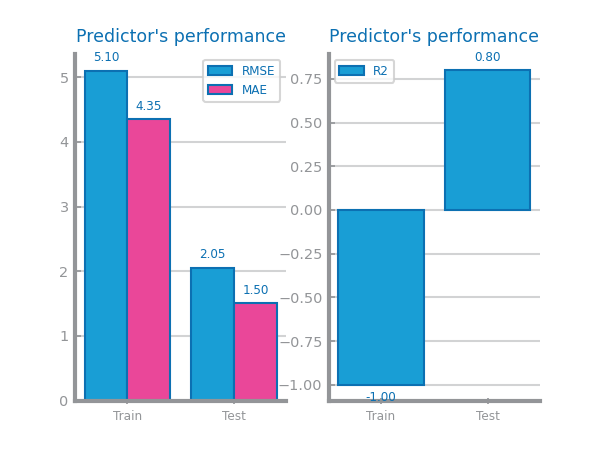 Predictor's performance
5.10
4.35
2.05
1.50
RMSE
MAE
5
4
3
2
1
0
Train
Test
Predictor's performance
R2
0.80
-1.00
0.75
0.50
0.25
0.00
−0.25
−0.50
−0.75
−1.00
Train
Test